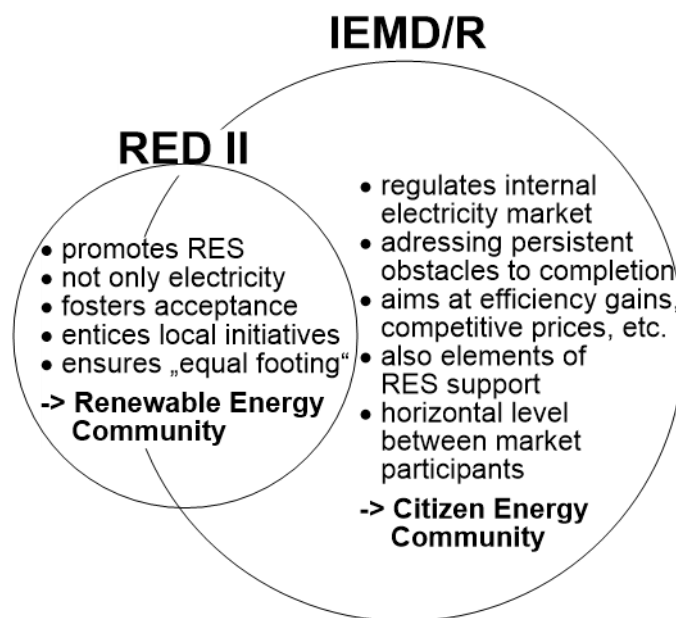 IEMD/R
RED II
• promotes RES
• not only electricity
• fosters acceptance
• entices local initiatives
• ensures „equal footing“
-> Renewable Energy
Community
• regulates internal
electricity market
• adressing persistent
obstacles to completion
• aims at efficiency gains,
competitive prices, etc.
• also elements of
RES support
• horizontal level
between market
participants
-> Citizen Energy
Community